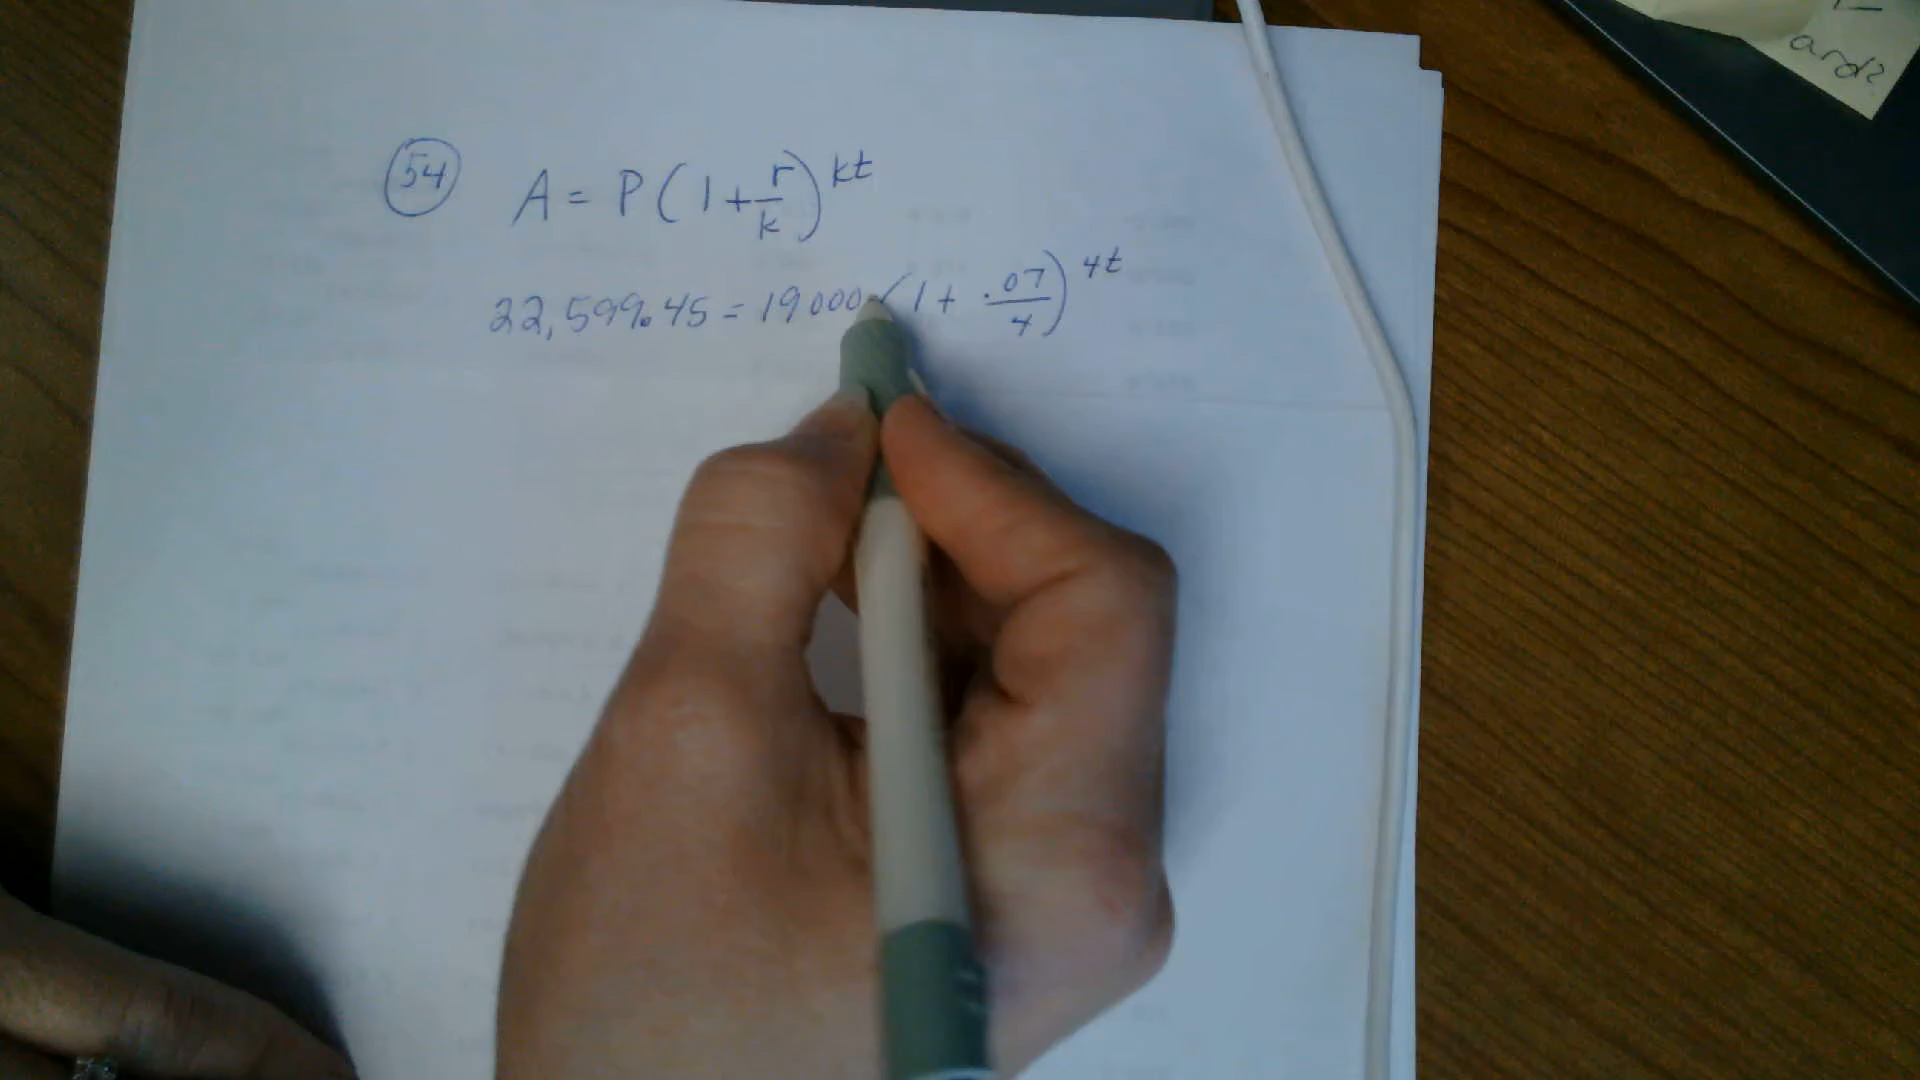 54 A = P(1 + r/k)^kt
22,599.45 = 19000(1 + .07/4)^4t